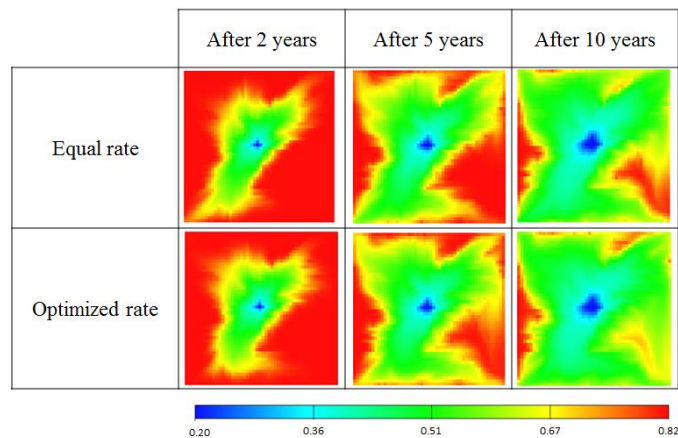 After 2 years After 5 years After 10 years
Equal rate
Optimized rate
0.20 0.36 0.51 0.67 0.82